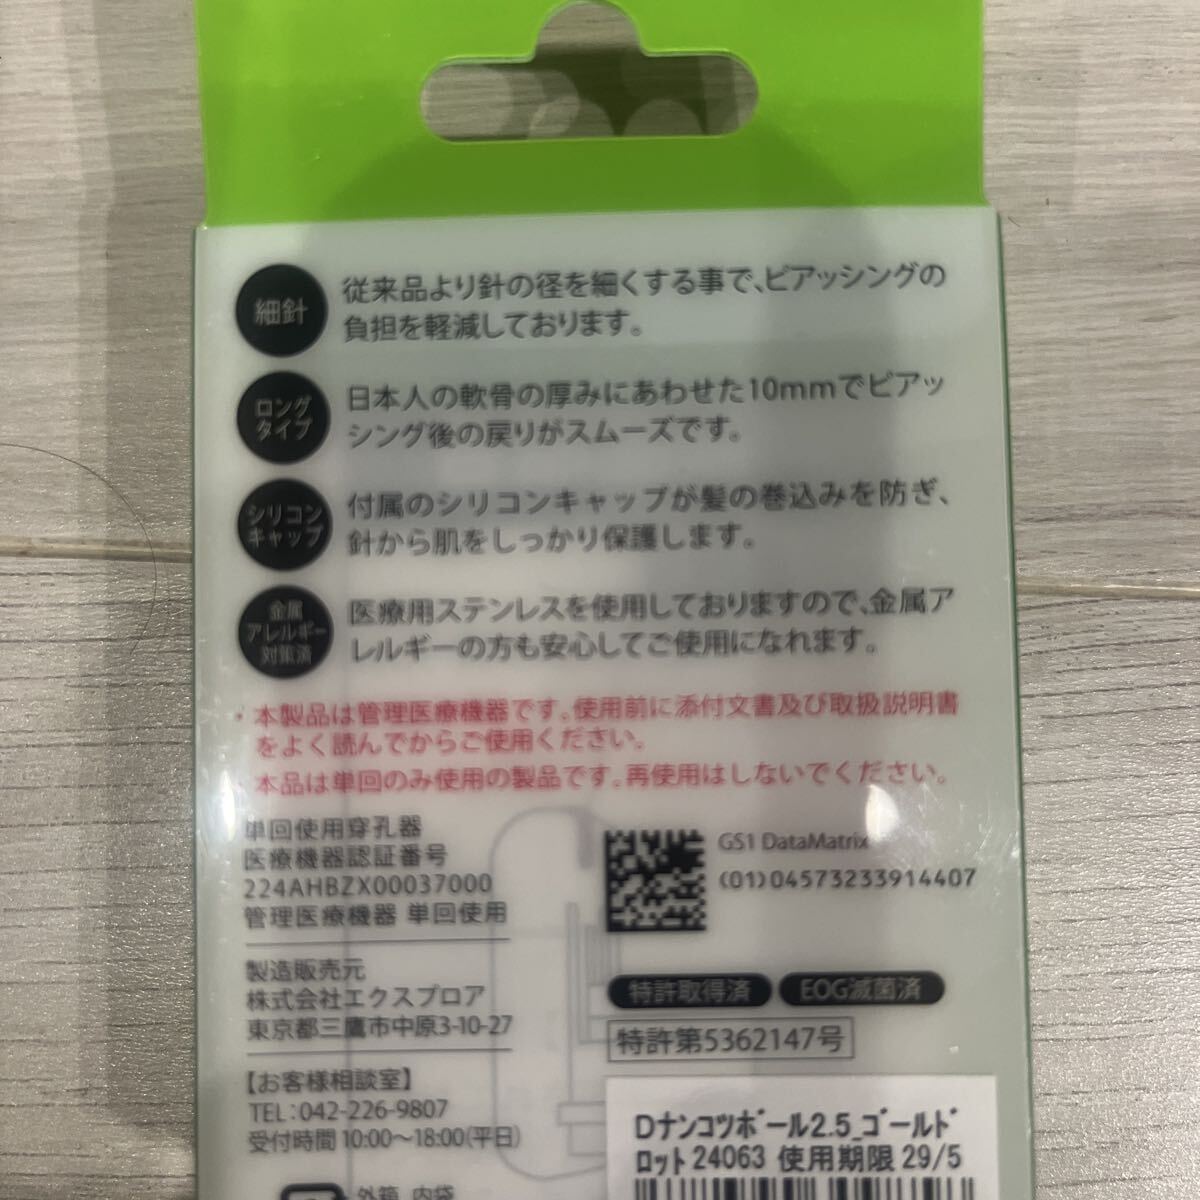 細針
従来品より針の径を細くする事で、ピアッシングの
負担を軽減しております。
ロング
タイプ
日本人の軟骨の厚みにあわせた10mmでピアッ
シング後の戻りがスムーズです。
シリコン
キャップ
付属のシリコンキャップが髪の巻込みを防ぎ、
針から肌をしっかり保護します。
金属
アレルギー
対策済
医療用ステンレスを使用しておりますので、金属ア
レルギーの方も安心してご使用になれます。
・本製品は管理医療機器です。使用前に添付文書及び取扱説明書
をよく読んでからご使用ください。
・本品は単回のみ使用の製品です。再使用はしないでください。
単回使用穿孔器
医療機器認証番号
224AHBZX00037000
管理医療機器 単回使用
製造販売元
株式会社エクスプロア
東京都三鷹市中原3-10-27
【お客様相談室】
TEL:042-226-9807
受付時間 10:00〜18:00(平日)
外箱 内袋
GS1 DataMatrix
(01)04573233914407
特許取得済
EOG滅菌済
特許第5362147号
Dナンコツボール2.5_ゴールド
ロット24063 使用期限29/5